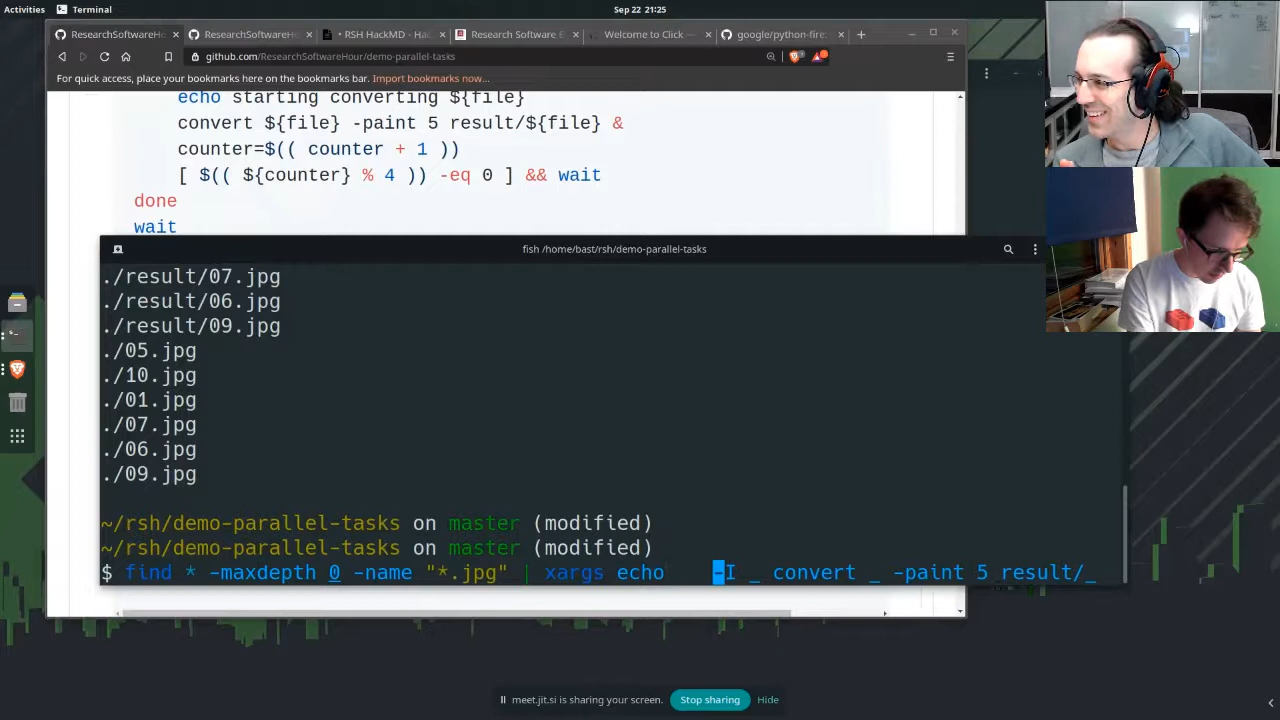 Activities
Terminal
Sep 22 21:25
ResearchSoftwareHo
ResearchSoftwareHo
• RSH HackMD - Hac
Research Software E
Welcome to Click —
google/python-fire:
github.com/ResearchSoftwareHour/demo-parallel-tasks
For quick access, place your bookmarks here on the bookmarks bar. Import bookmarks now...
echo starting converting ${file}
convert ${file} -paint 5 result/${file} &
counter=$(( counter + 1 ))
[ $(( ${counter} % 4 )) -eq 0 ] && wait
done
wait
fish /home/bast/rsh/demo-parallel-tasks
./result/07.jpg
./result/06.jpg
./result/09.jpg
./05.jpg
./10.jpg
./01.jpg
./07.jpg
./06.jpg
./09.jpg
~/rsh/demo-parallel-tasks on master (modified)
~/rsh/demo-parallel-tasks on master (modified)
$ find * -maxdepth 0 -name "*.jpg" | xargs echo    -I _ convert _ -paint 5 result/_
meet.jit.si is sharing your screen.
Stop sharing
Hide